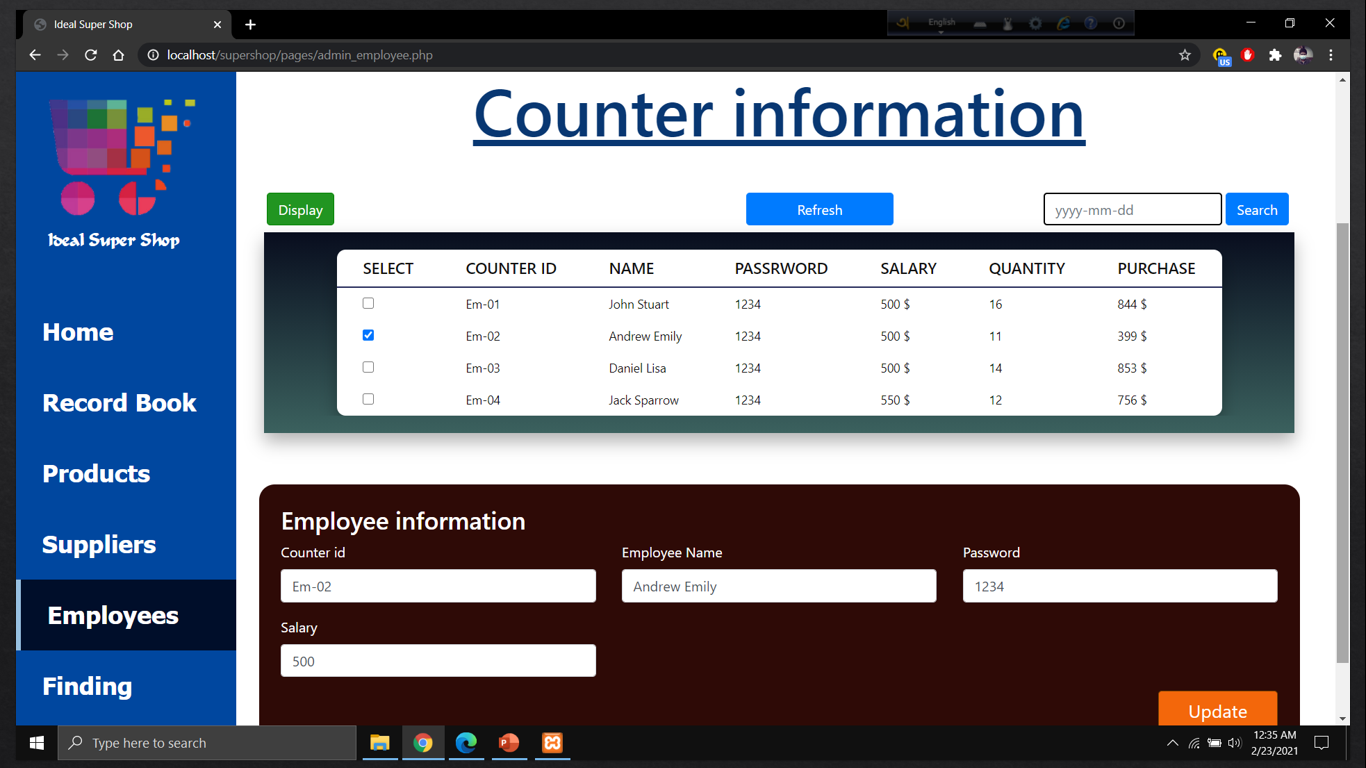 Ideal Super Shop
English
localhost/supershop/pages/admin_employee.php
US
Ideal Super Shop
Home
Record Book
Products
Suppliers
Employees
Finding
Counter information
Display Refresh yyyy-mm-dd Search
SELECT COUNTER ID NAME PASSRWORD SALARY QUANTITY PURCHASE
Em-01 John Stuart 1234 500 $ 16 844 $
Em-02 Andrew Emily 1234 500 $ 11 399 $
Em-03 Daniel Lisa 1234 500 $ 14 853 $
Em-04 Jack Sparrow 1234 550 $ 12 756 $
Employee information
Counter id Employee Name Password
Em-02 Andrew Emily 1234
Salary
500
Update
Type here to search
12:35 AM
2/23/2021